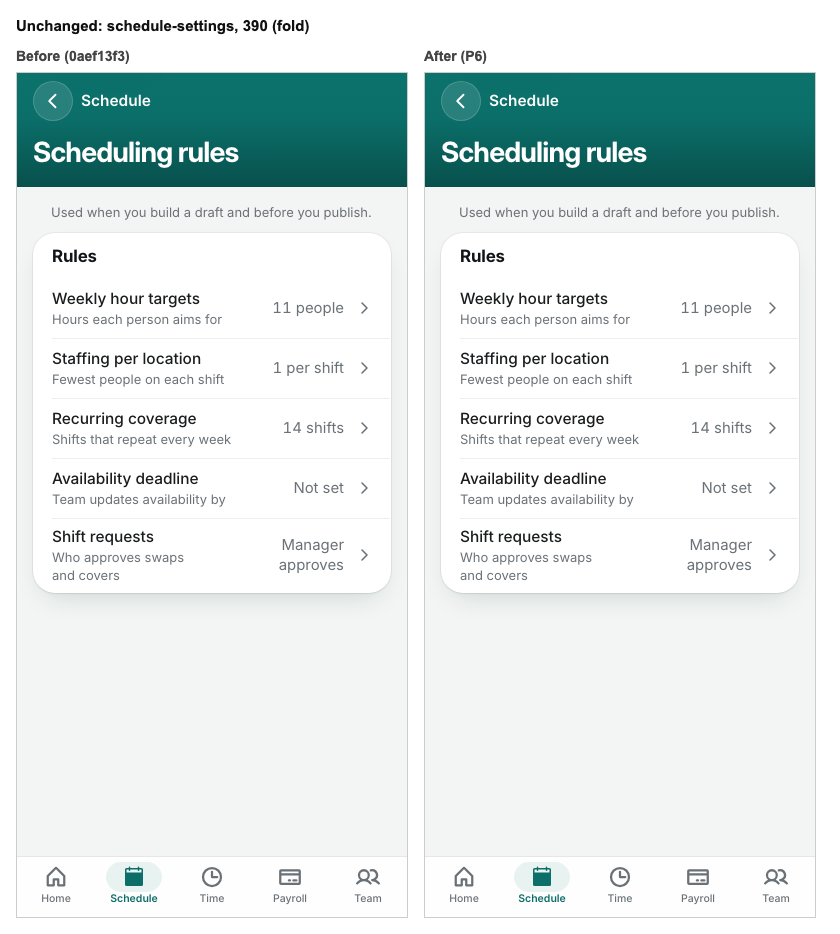 Unchanged: schedule-settings, 390 (fold)
Before (0aef13f3)
Schedule
Scheduling rules
Used when you build a draft and before you publish.
Rules
Weekly hour targets
Hours each person aims for
11 people
Staffing per location
Fewest people on each shift
1 per shift
Recurring coverage
Shifts that repeat every week
14 shifts
Availability deadline
Team updates availability by
Not set
Shift requests
Who approves swaps
and covers
Manager
approves
Home
Schedule
Time
Payroll
Team
After (P6)
Schedule
Scheduling rules
Used when you build a draft and before you publish.
Rules
Weekly hour targets
Hours each person aims for
11 people
Staffing per location
Fewest people on each shift
1 per shift
Recurring coverage
Shifts that repeat every week
14 shifts
Availability deadline
Team updates availability by
Not set
Shift requests
Who approves swaps
and covers
Manager
approves
Home
Schedule
Time
Payroll
Team